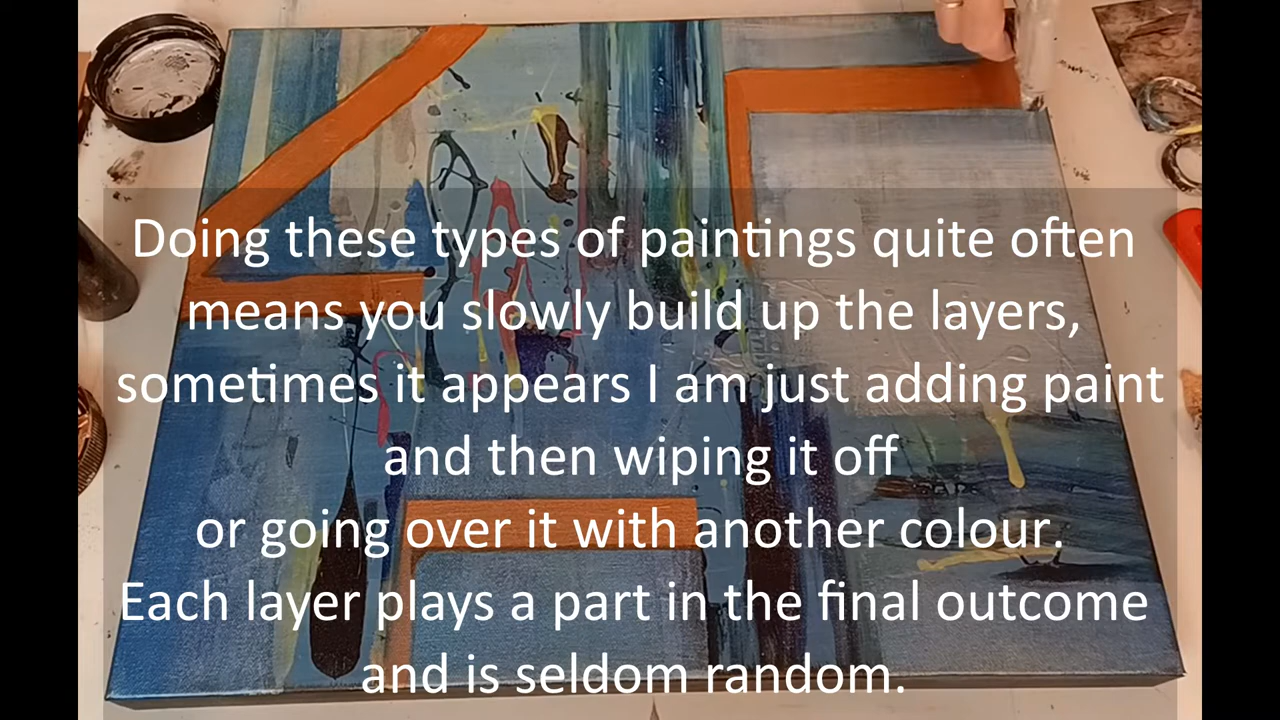 Doing these types of paintings quite often
means you slowly build up the layers,
sometimes it appears I am just adding paint
and then wiping it off
or going over it with another colour.
Each layer plays a part in the final outcome
and is seldom random.